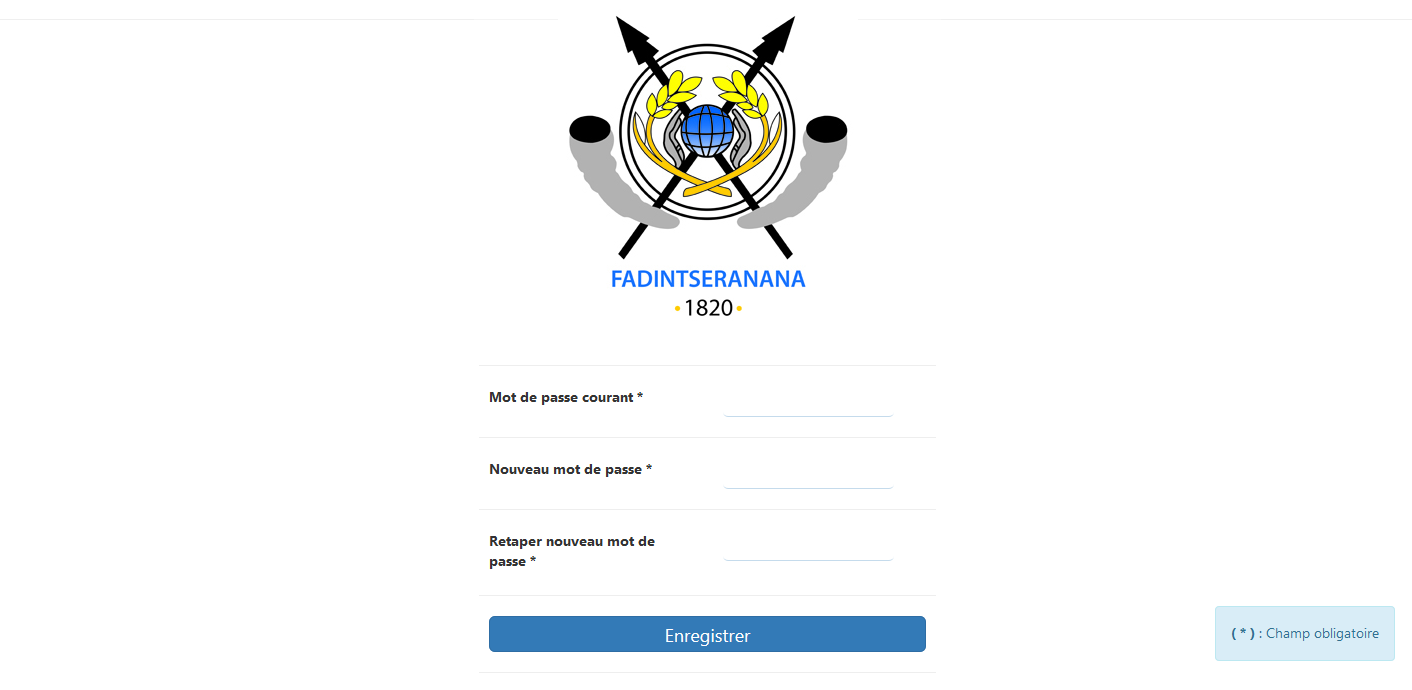 FADINTSERANANA
• 1820 •
Mot de passe courant *
Nouveau mot de passe *
Retaper nouveau mot de
passe *
Enregistrer
( * ) : Champ obligatoire